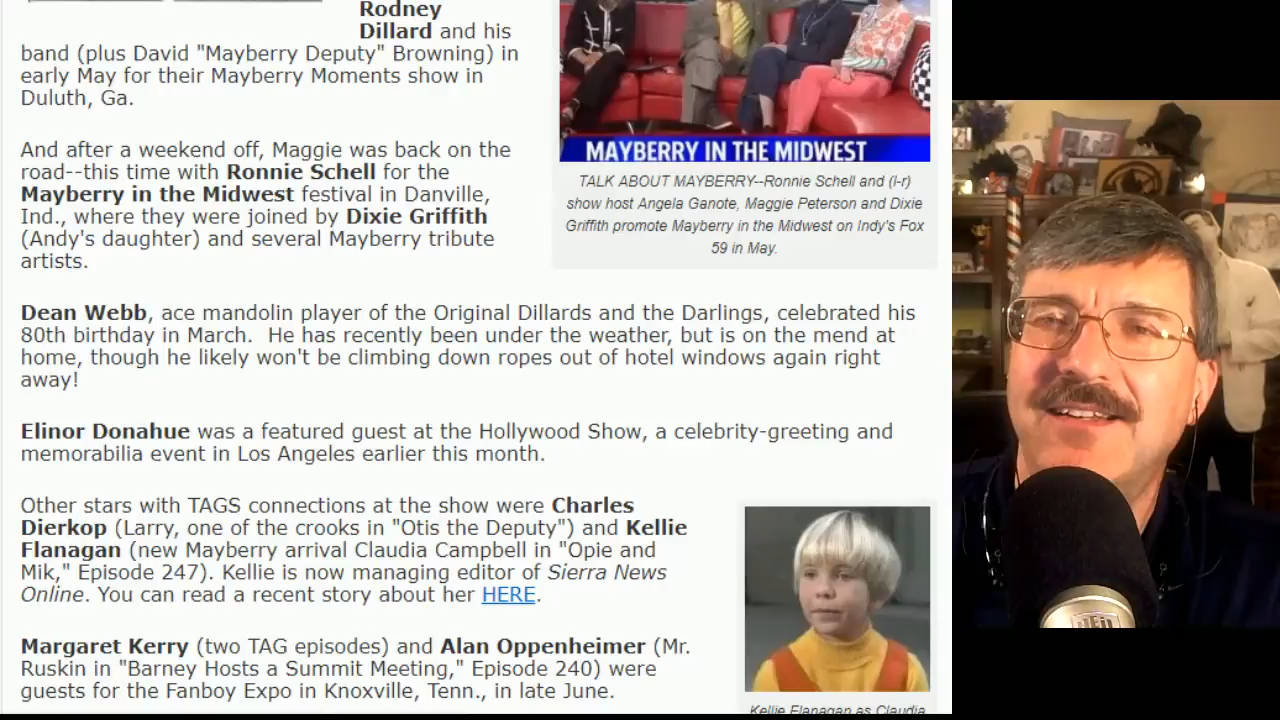 Rodney
Dillard and his
band (plus David "Mayberry Deputy" Browning) in
early May for their Mayberry Moments show in
Duluth, Ga.
And after a weekend off, Maggie was back on the
road--this time with Ronnie Schell for the
Mayberry in the Midwest festival in Danville,
Ind., where they were joined by Dixie Griffith
(Andy's daughter) and several Mayberry tribute
artists.
MAYBERRY IN THE MIDWEST
TALK ABOUT MAYBERRY--Ronnie Schell and (l-r)
show host Angela Ganote, Maggie Peterson and Dixie
Griffith promote Mayberry in the Midwest on Indy's Fox
59 in May.
Dean Webb, ace mandolin player of the Original Dillards and the Darlings, celebrated his
80th birthday in March.  He has recently been under the weather, but is on the mend at
home, though he likely won't be climbing down ropes out of hotel windows again right
away!
Elinor Donahue was a featured guest at the Hollywood Show, a celebrity-greeting and
memorabilia event in Los Angeles earlier this month.
Other stars with TAGS connections at the show were Charles
Dierkop (Larry, one of the crooks in "Otis the Deputy") and Kellie
Flanagan (new Mayberry arrival Claudia Campbell in "Opie and
Mik," Episode 247). Kellie is now managing editor of Sierra News
Online. You can read a recent story about her HERE.
Margaret Kerry (two TAG episodes) and Alan Oppenheimer (Mr.
Ruskin in "Barney Hosts a Summit Meeting," Episode 240) were
guests for the Fanboy Expo in Knoxville, Tenn., in late June.
Kellie Flanagan as Claudia